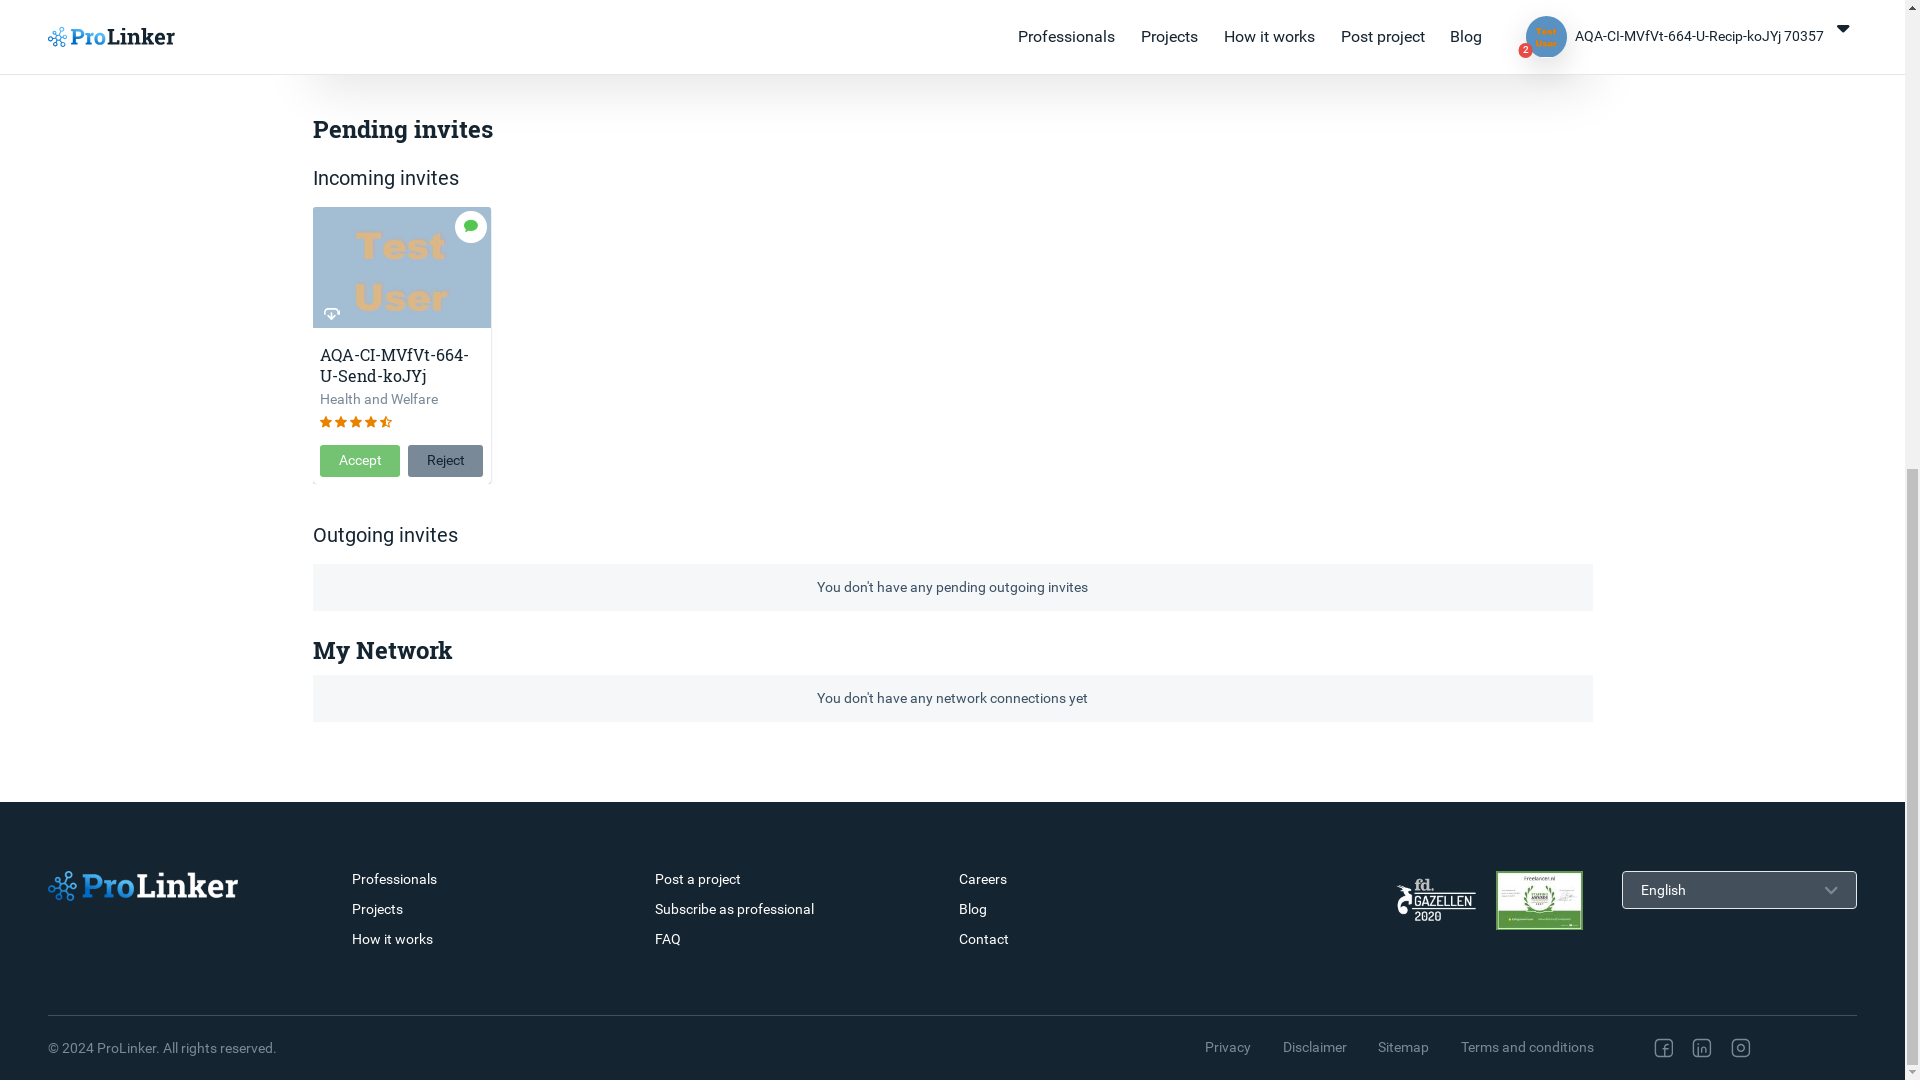 ProLinker
Professionals
Projects
How it works
Post project
Blog
Test
User
2
AQA-CI-MVfVt-664-U-Recip-koJYj 70357
Pending invites
Incoming invites
Test
User
AQA-CI-MVfVt-664-
U-Send-koJYj
Health and Welfare
Accept
Reject
Outgoing invites
You don't have any pending outgoing invites
My Network
You don't have any network connections yet
ProLinker
Professionals
Projects
How it works
Post a project
Subscribe as professional
FAQ
Careers
Blog
Contact
fd.
GAZELLEN
2020
Freelancer.nl
English
© 2024 ProLinker. All rights reserved.
Privacy
Disclaimer
Sitemap
Terms and conditions